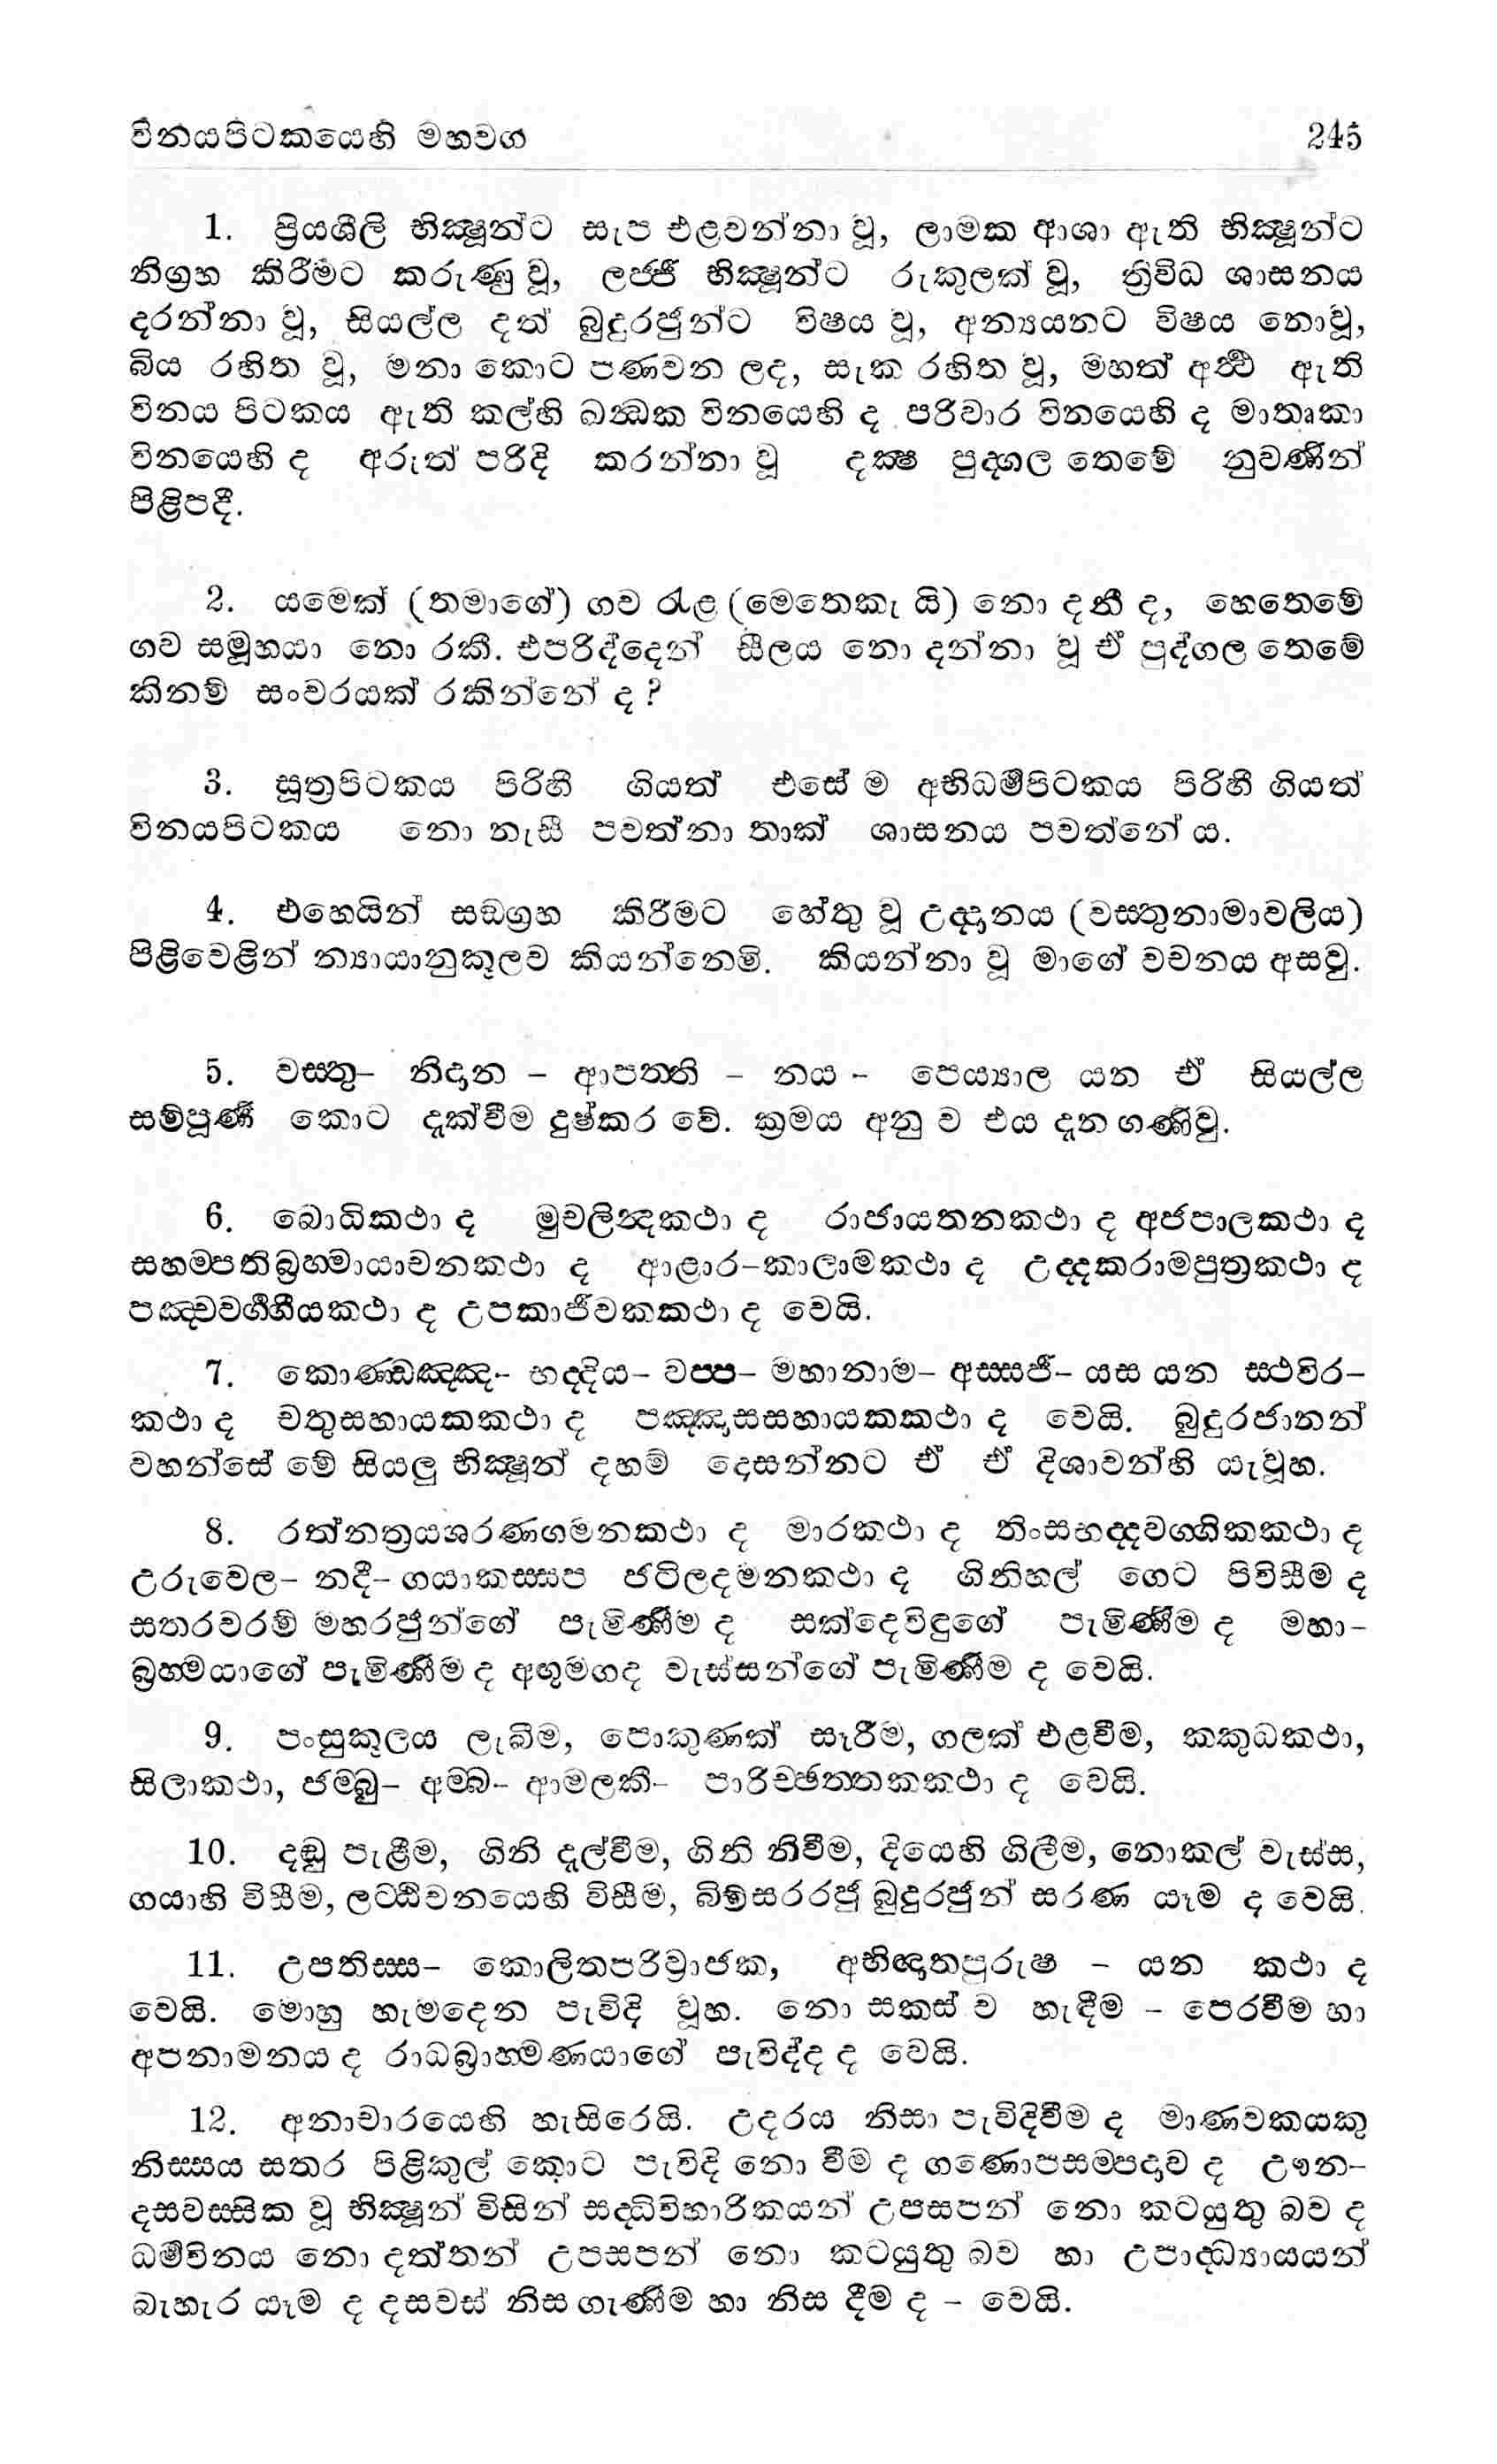 විනයපිටකයෙහි මහවග 245
1. ප්‍රියශීලි භික්‍ෂූන්ට සැප එළවන්නා වූ, ලාමක ආශා ඇති භික්‍ෂූන්ට
නිග්‍රහ කිරීමට කරුණු වූ, ලජ්ජී භික්‍ෂූන්ට රුකුලක් වූ, ත්‍රිවිධ ශාසනය
දරන්නා වූ, සියල්ල දත් බුදුරජුන්ට විෂය වූ, අන්‍යයනට විෂය නොවූ,
බිය රහිත වූ, මනා කොට පණවන ලද, සැක රහිත වූ, මහත් අර්‍ත්‍ථ ඇති
විනය පිටකය ඇති කල්හි ඛන්‍ධක විනයෙහි ද පරිවාර විනයෙහි ද මාතෘකා
විනයෙහි ද අරුත් පරිදි කරන්නා වූ දක්‍ෂ පුද්‍ගල තෙමේ නුවණින්
පිළිපදී.
2. යමෙක් (තමාගේ) ගව රැළ (මෙතෙකැ යි) නො දනී ද, හෙතෙමේ
ගව සමූහයා නො රකී. එපරිද්දෙන් සීලය නො දන්නා වූ ඒ පුද්ගල තෙමේ
කිනම් සංවරයක් රකින්නේ ද ?
3. සූත්‍රපිටකය පිරිහී ගියත් එසේ ම අභිධර්‍මපිටකය පිරිහී ගියත්
විනයපිටකය නො නැසී පවත්නා තාක් ශාසනය පවත්නේ ය.
4. එහෙයින් සඞ්ග්‍රහ කිරීමට හේතු වූ උද්‍දානය (වස්තුනාමාවලිය)
පිළිවෙළින් න්‍යායානුකූලව කියන්නෙමි. කියන්නා වූ මාගේ වචනය අසවු.
5. වස්තු- නිදාන - ආපත්ති - නය - පෙය්‍යාල යන ඒ සියල්ල
සම්පූර්‍ණ කොට දැක්වීම දුෂ්කර වේ. ක්‍රමය අනු ව එය දැන ගණිවු.
6. බොධිකථා ද මුචලින්‍දකථා ද රාජායතනකථා ද අජපාලකථා ද
සහම්පතිබ්‍රහ්මායාචනකථා ද ආළාර-කාලාමකථා ද උද්‍දකරාමපුත්‍රකථා ද
පඤ්චවර්‍ගීයකථා ද උපකාජීවකකථා ද වෙයි.
7. කොණ්ඩඤ්ඤ- භද්දිය- වප්ප- මහානාම- අස්සජි- යස යන ස්ථවිර-
කථා ද චතුසහායකකථා ද පඤ්ඤාසසහායකකථා ද වෙයි. බුදුරජානන්
වහන්සේ මේ සියලු භික්‍ෂූන් දහම් දෙසන්නට ඒ ඒ දිශාවන්හි යැවූහ.
8. රත්නත්‍රයශරණගමනකථා ද මාරකථා ද තිංසභද්‍දවග්ගිකකථා ද
උරුවෙල- නදී- ගයාකස්සප ජටිලදමනකථා ද ගිනිහල් ගෙට පිවිසීම ද
සතරවරම් මහරජුන්ගේ පැමිණීම ද සක්දෙවිඳුගේ පැමිණීම ද මහා-
බ්‍රහ්මයාගේ පැමිණීම ද අඟුමගද වැස්සන්ගේ පැමිණීම ද වෙයි.
9. පංසුකූලය ලැබීම, පොකුණක් සෑරීම, ගලක් එළවීම, කකුධකථා,
සිලාකථා, ජම්බු- අම්බ- ආමලකී- පාරිච්ඡත්තකකථා ද වෙයි.
10. දඬු පැළීම, ගිනි දැල්වීම, ගිනි නිවීම, දියෙහි ගිලීම, නොකල් වැස්ස,
ගයාහි විසීම, ලට්ඨිවනයෙහි විසීම, බිම්සරරජු බුදුරජුන් සරණ යෑම ද වෙයි.
11. උපතිස්ස- කොලිතපරිව්‍රාජක, අභිඥාතපුරුෂ - යන කථා ද
වෙයි. මොහු හැමදෙන පැවිදි වූහ. නො සකස් ව හැඳීම - පෙරවීම හා
අපනාමනය ද රාධබ්‍රාහ්මණයාගේ පැවිද්ද ද වෙයි.
12. අනාචාරයෙහි හැසිරෙයි. උදරය නිසා පැවිදිවීම ද මාණවකයකු
නිස්සය සතර පිළිකුල් කොට පැවිදි නො වීම ද ගණොපසම්පදාව ද ඌන-
දසවස්සික වූ භික්‍ෂූන් විසින් සද්ධිවිහාරිකයන් උපසපන් නො කටයුතු බව ද
ධර්‍මවිනය නො දත්තන් උපසපන් නො කටයුතු බව හා උපාද්ධ්‍යායයන්
බැහැර යෑම ද දසවස් නිස ගැණීම හා නිස දීම ද - වෙයි.